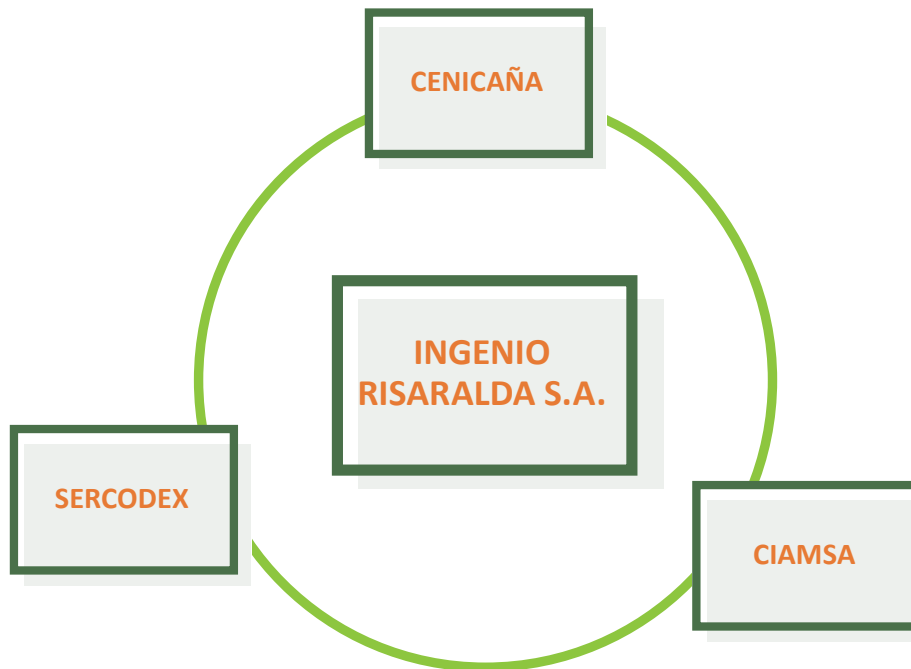 CENICAÑA
INGENIO
RISARALDA S.A.
SERCODEX
CIAMSA